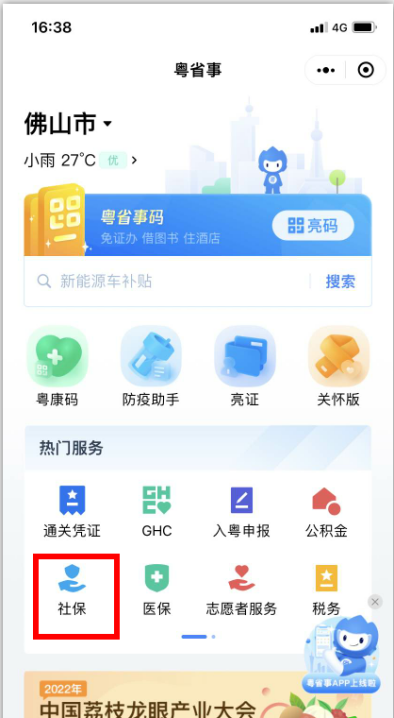 16:38
4G
粤省事
佛山市
小雨 27°C 优
粤省事码
免证办 借图书 住酒店
亮码
新能源车补贴
搜索
粤康码 防疫助手 亮证 关怀版
热门服务
GH
通关凭证 GHC 入粤申报 公积金
社保 医保 志愿者服务 税务
粤省事APP上线啦
2022年
中国荔枝龙眼产业大会